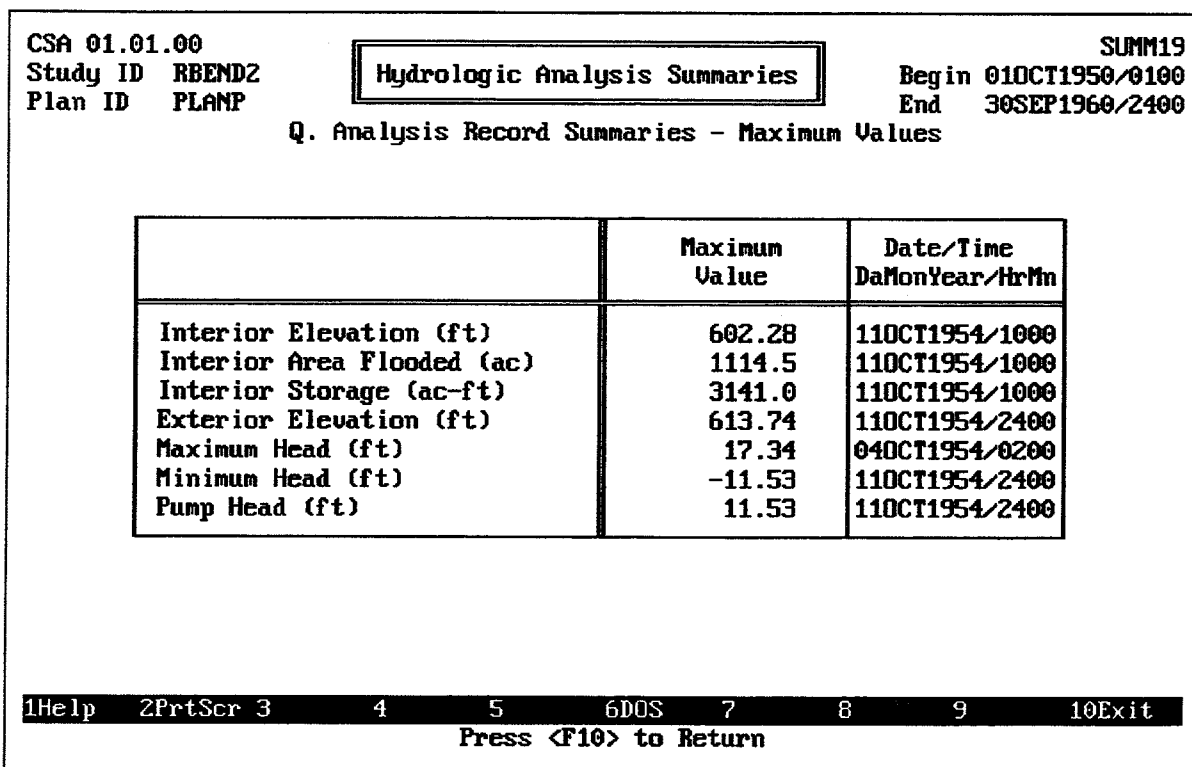 CSA 01.01.00 SUMM19
Study ID RBEND2 Hydrologic Analysis Summaries Begin 01OCT1950/0100
Plan ID PLANP End 30SEP1960/2400
Q. Analysis Record Summaries - Maximum Values
Maximum Date/Time
Value DaMonYear/HrMn
Interior Elevation (ft) 602.28 11OCT1954/1000
Interior Area Flooded (ac) 1114.5 11OCT1954/1000
Interior Storage (ac-ft) 3141.0 11OCT1954/1000
Exterior Elevation (ft) 613.74 11OCT1954/2400
Maximum Head (ft) 17.34 04OCT1954/0200
Minimum Head (ft) -11.53 11OCT1954/2400
Pump Head (ft) 11.53 11OCT1954/2400
1Help 2PrtScr 3 4 5 6DOS 7 8 9 10Exit
Press <F10> to Return